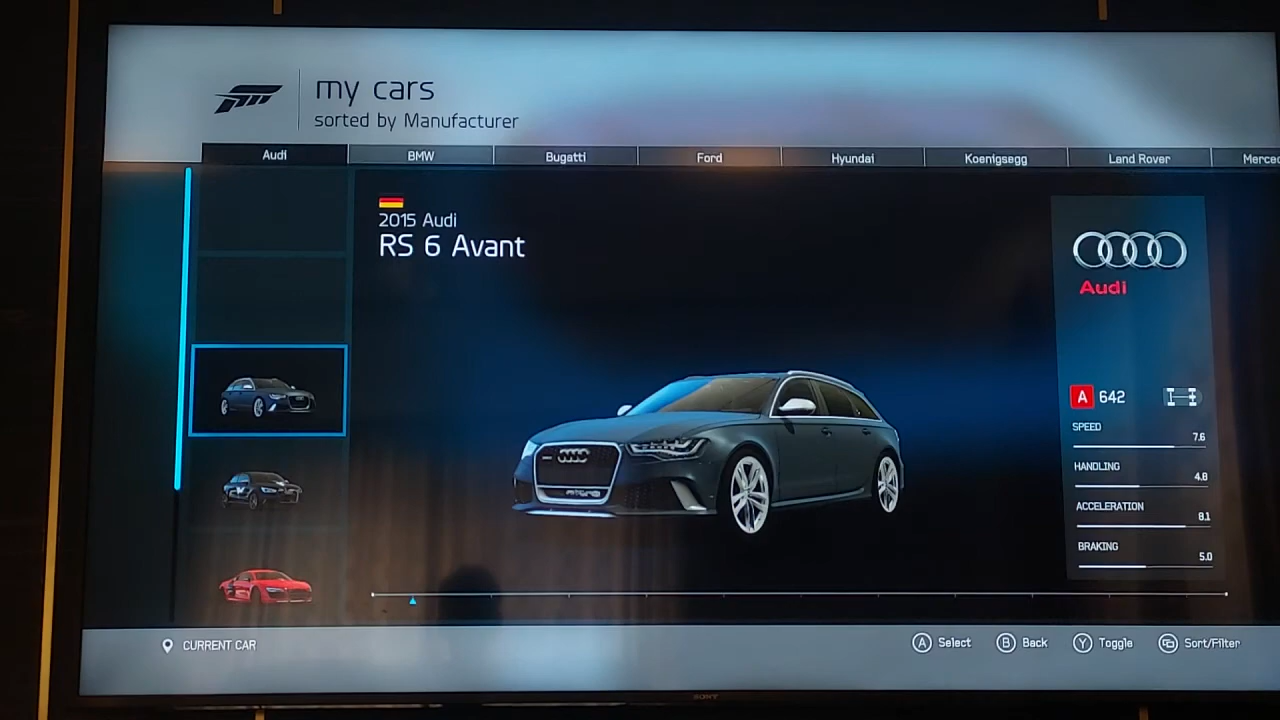 my cars
sorted by Manufacturer
Audi BMW Bugatti Ford Hyundai Koenigsegg Land Rover Merced
2015 Audi
RS 6 Avant
Audi
A 642
SPEED
7.6
HANDLING
4.8
ACCELERATION
8.1
BRAKING
5.0
CURRENT CAR
A Select B Back Y Toggle Sort/Filter
SONY